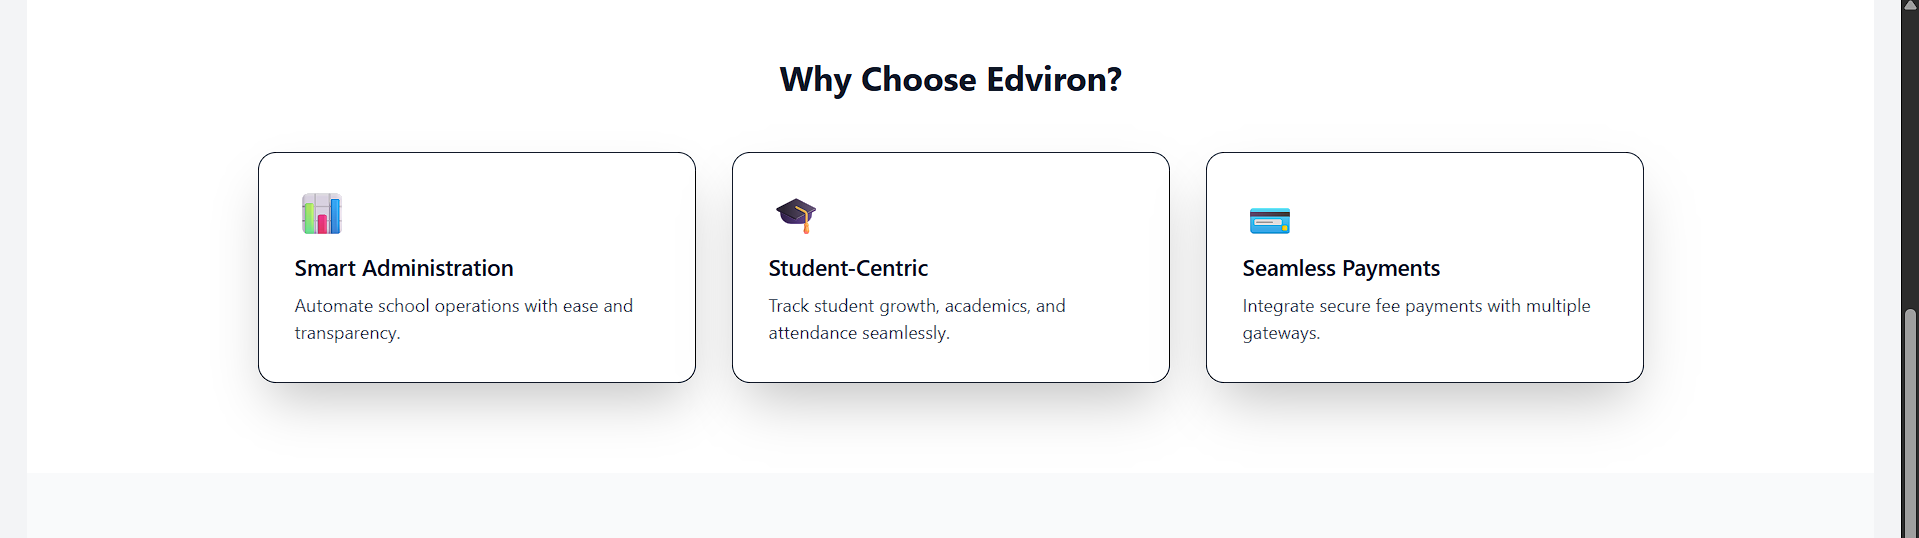 Why Choose Edviron?
Smart Administration
Automate school operations with ease and
transparency.
Student-Centric
Track student growth, academics, and
attendance seamlessly.
Seamless Payments
Integrate secure fee payments with multiple
gateways.